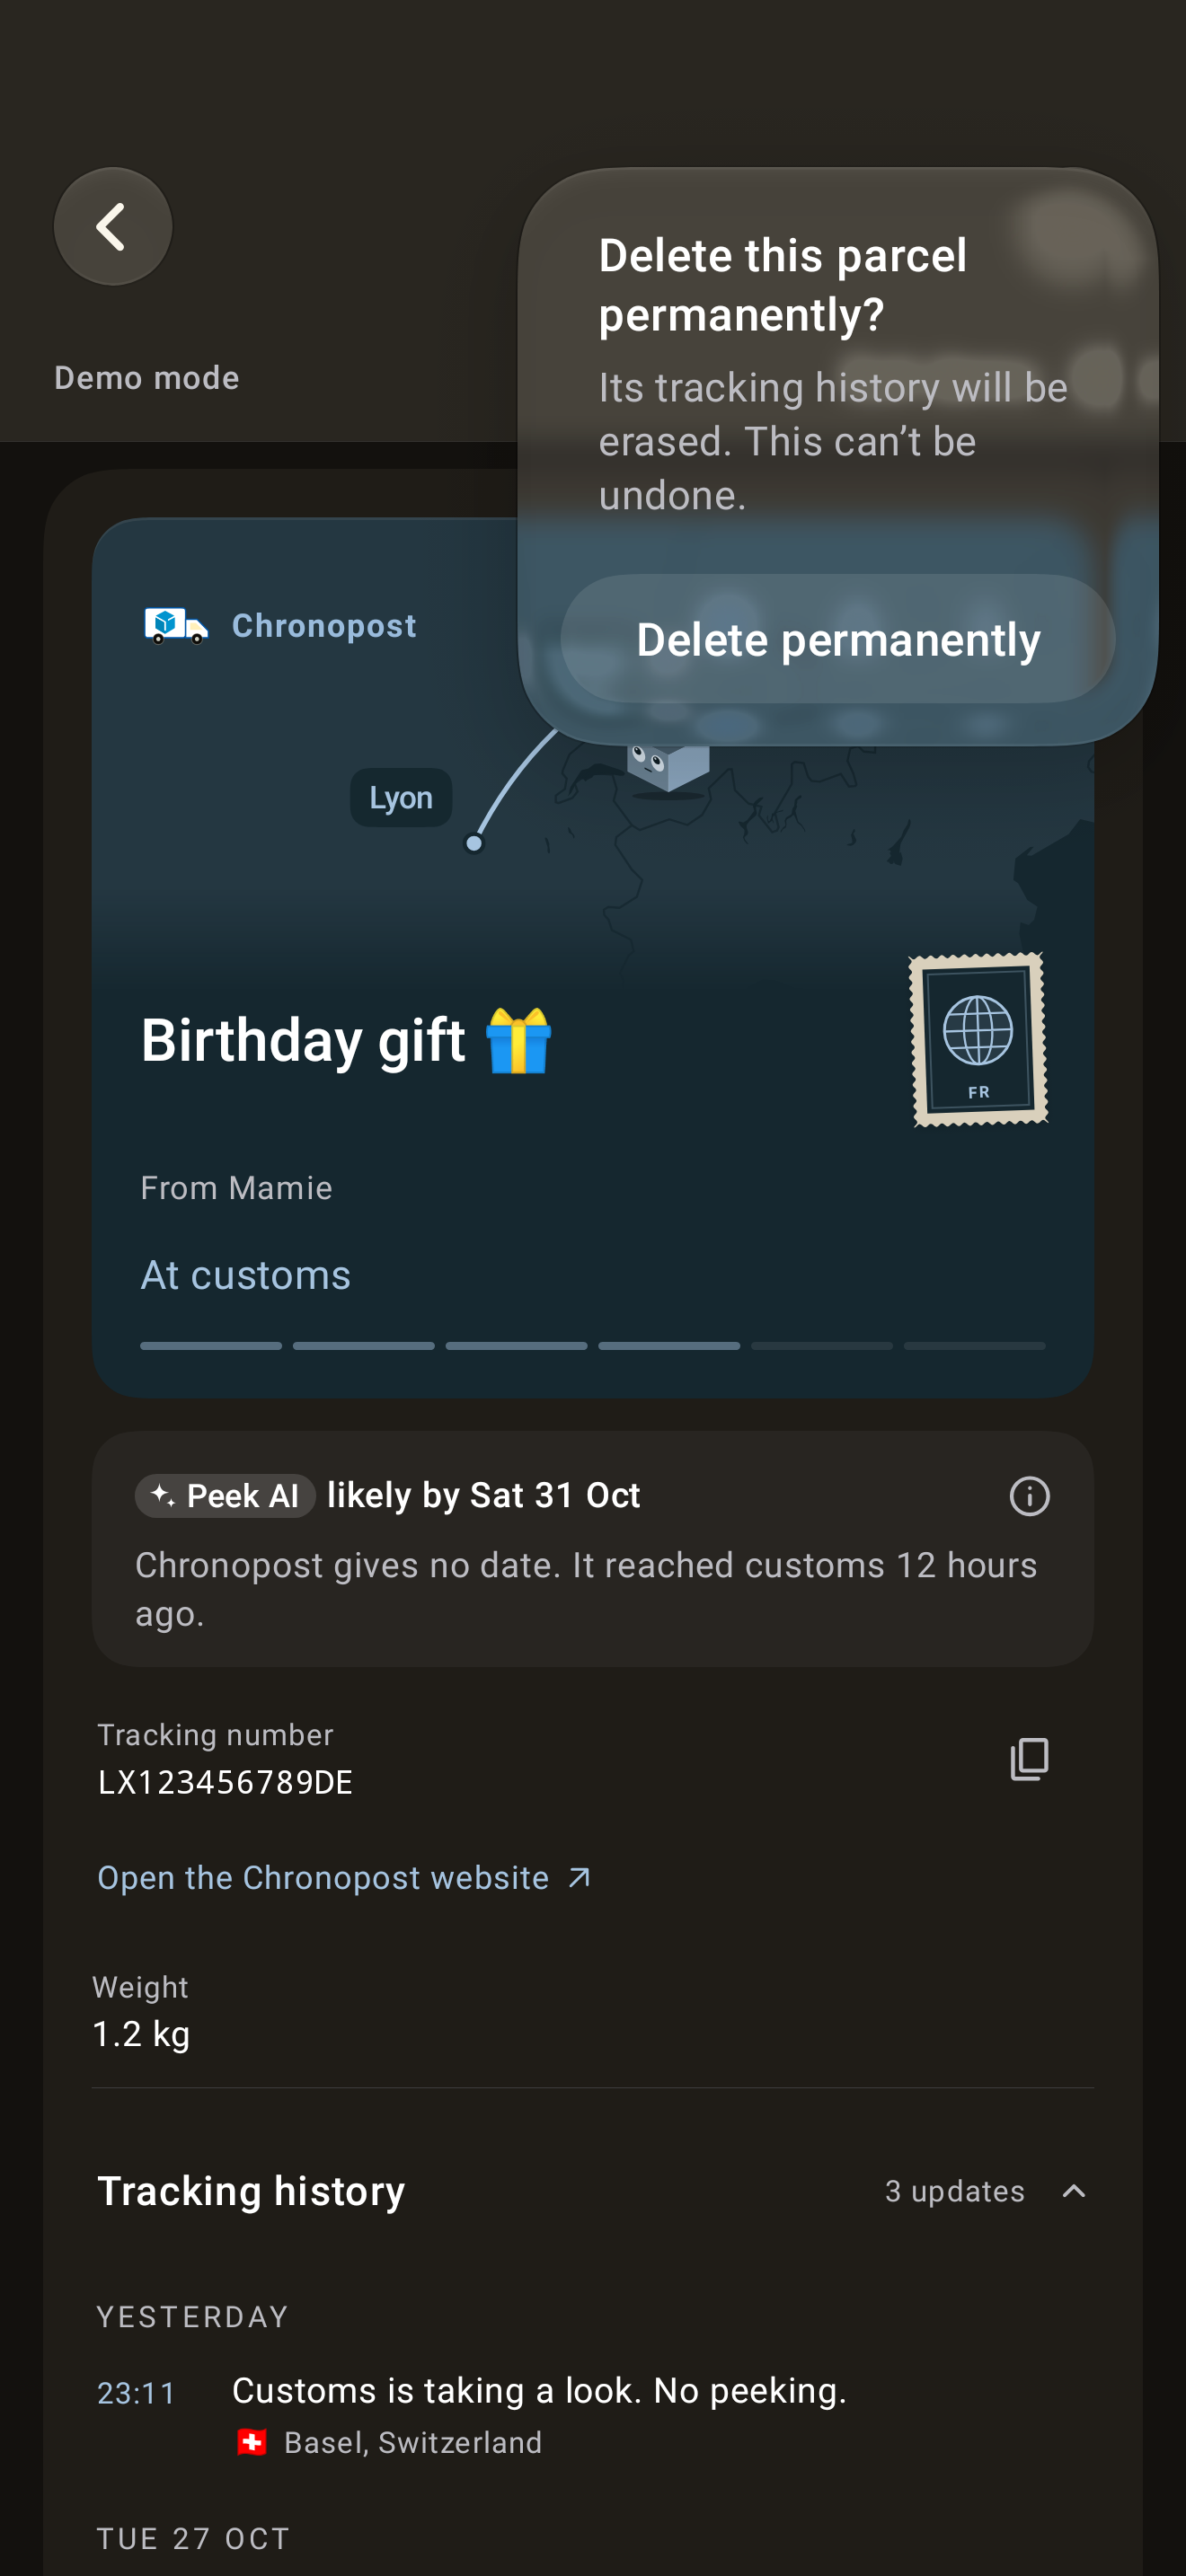 Delete this parcel
permanently?
Its tracking history will be
erased. This can’t be
undone.
Delete permanently
Demo mode
Chronopost
Lyon
Birthday gift
FR
From Mamie
At customs
Peek AI likely by Sat 31 Oct
Chronopost gives no date. It reached customs 12 hours
ago.
Tracking number
LX123456789DE
Open the Chronopost website
Weight
1.2 kg
Tracking history
3 updates
YESTERDAY
23:11
Customs is taking a look. No peeking.
Basel, Switzerland
TUE 27 OCT